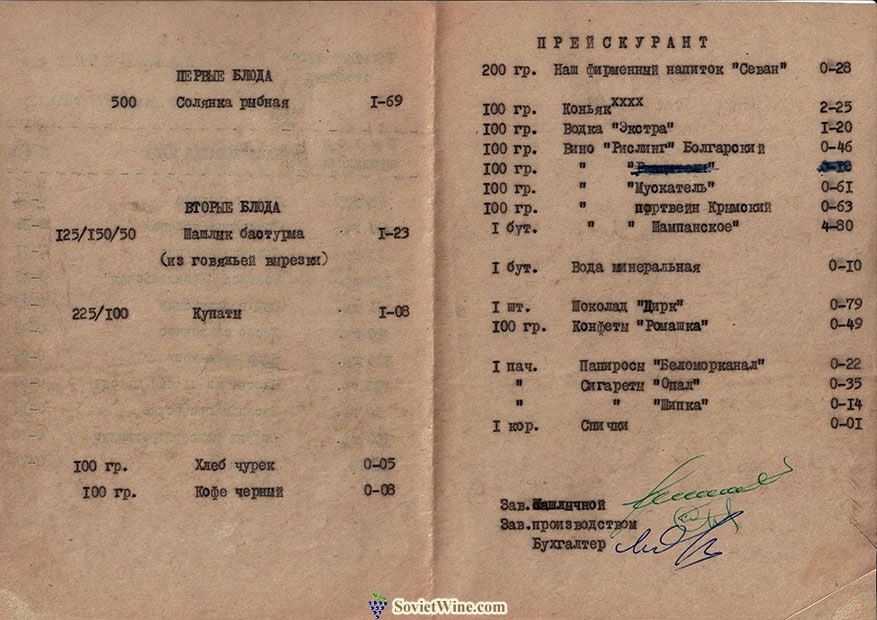 ПЕРВЫЕ БЛЮДА
500 Солянка рыбная I-69
ВТОРЫЕ БЛЮДА
I25/I50/50 Шашлык бастурма I-23
(из говяжьей вырезки)
225/I00 Купаты I-08
I00 гр. Хлеб чурек 0-05
I00 гр. Кофе черный 0-08
ПРЕЙСКУРАНТ
200 гр. Наш фирменный напиток "Севан" 0-28
I00 гр. Коньяк ХХХХ 2-25
I00 гр. Водка "Экстра" I-20
I00 гр. Вино "Рислинг" Болгарский 0-46
I00 гр. "
I00 гр. " "Мускатель" 0-61
I00 гр. " портвейн Крымский 0-63
I бут. " " Шампанское" 4-80
I бут. Вода минеральная 0-10
I шт. Шоколад "Цирк" 0-79
I00 гр. Конфеты "Ромашка" 0-49
I пач. Папиросы "Беломорканал" 0-22
" Сигареты "Опал" 0-35
" " "Шипка" 0-14
I кор. Спички 0-01
Зав.Шашлычной
Зав.производством
Бухгалтер
SovietWine.com